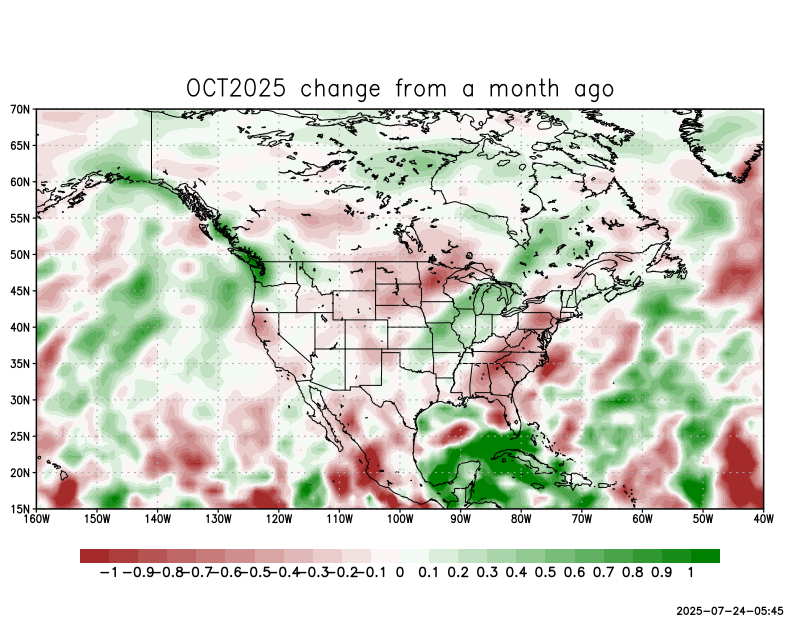 OCT2025 change from a month ago
70N
65N
60N
55N
50N
45N
40N
35N
30N
25N
20N
15N
160W 150W 140W 130W 120W 110W 100W 90W 80W 70W 60W 50W 40W
-1 -0.9 -0.8 -0.7 -0.6 -0.5 -0.4 -0.3 -0.2 -0.1 0 0.1 0.2 0.3 0.4 0.5 0.6 0.7 0.8 0.9 1
2025-07-24-05:45